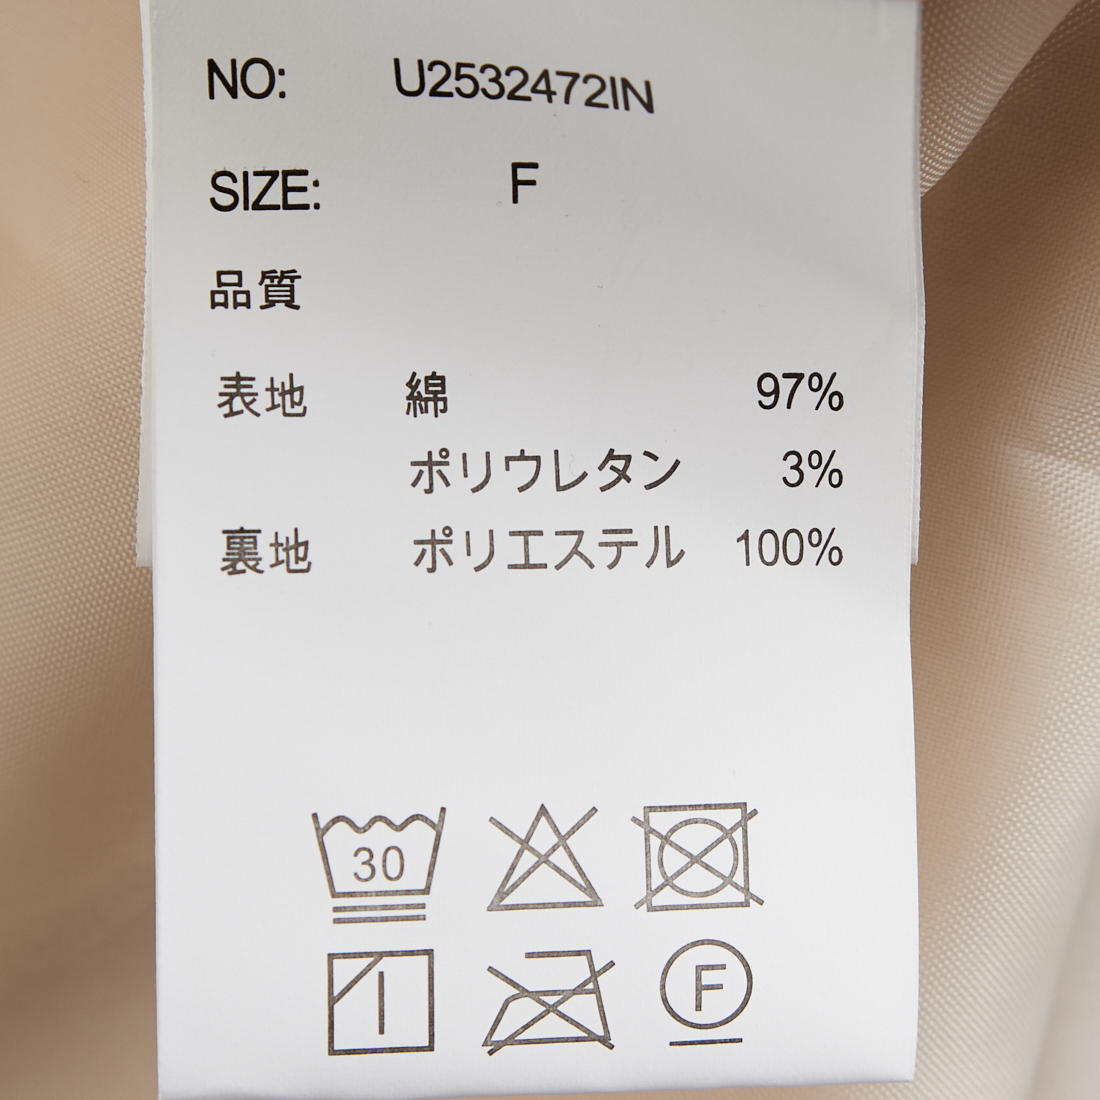 NO: U2532472IN
SIZE: F
品質
表地 綿 97%
ポリウレタン 3%
裏地 ポリエステル 100%
30
F